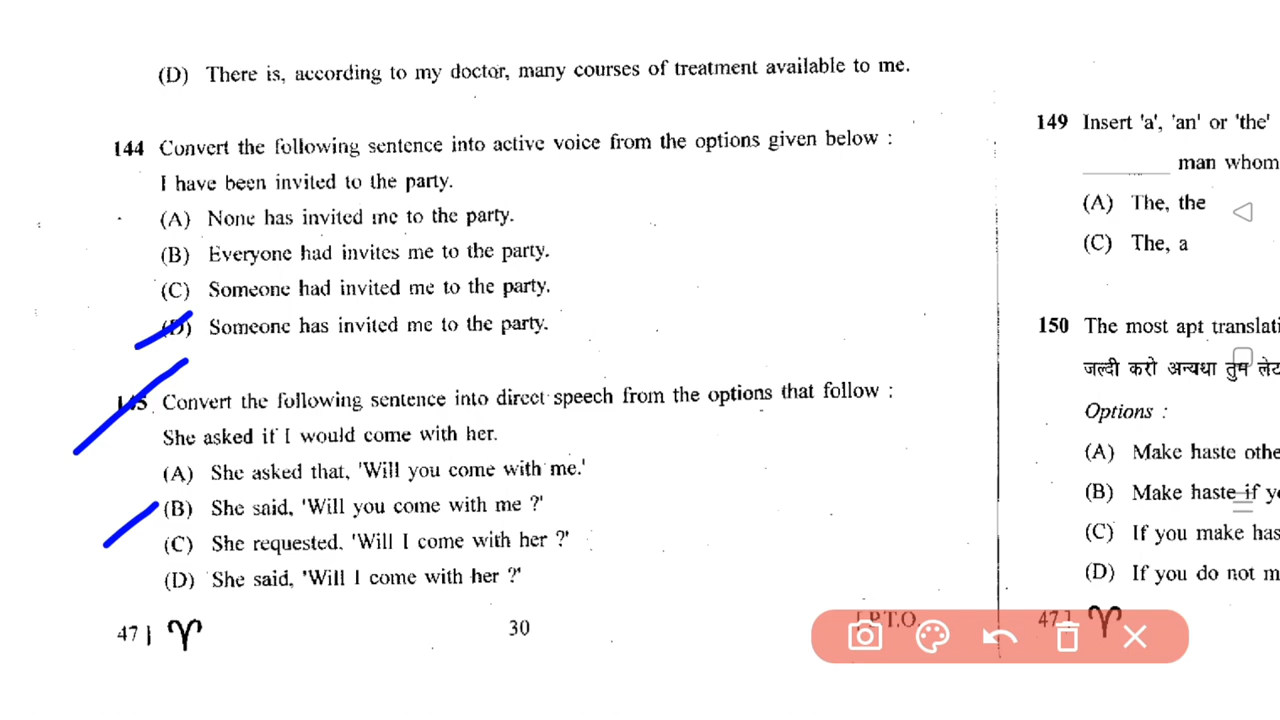 (D) There is, according to my doctor, many courses of treatment available to me.
144 Convert the following sentence into active voice from the options given below :
I have been invited to the party.
(A) None has invited me to the party.
(B) Everyone had invites me to the party.
(C) Someone had invited me to the party.
(D) Someone has invited me to the party.
145 Convert the following sentence into direct speech from the options that follow :
She asked if I would come with her.
(A) She asked that, 'Will you come with me.'
(B) She said, 'Will you come with me ?'
(C) She requested, 'Will I come with her ?'
(D) She said, 'Will I come with her ?'
47 ] ♈
30
[ P.T.O.
149 Insert 'a', 'an' or 'the'
man whom
(A) The, the
(C) The, a
150 The most apt translati
जल्दी करो अन्यथा तुम लेट
Options :
(A) Make haste othe
(B) Make haste if y
(C) If you make has
(D) If you do not m
47 ] ♈